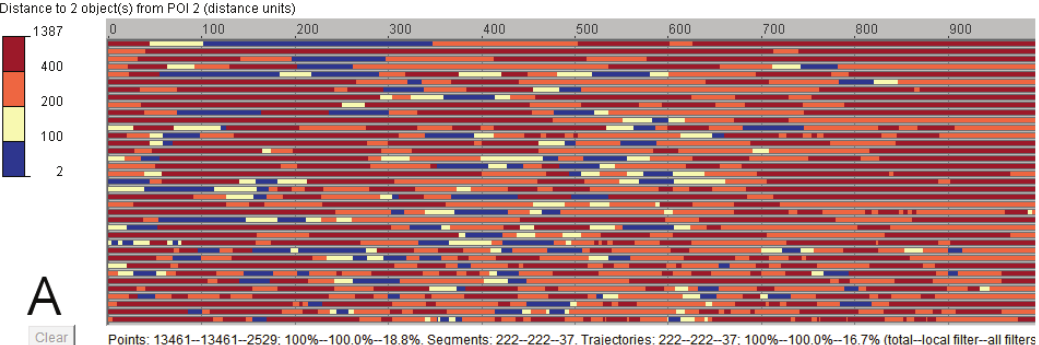 Distance to 2 object(s) from POI 2 (distance units)
1387
400
200
100
2
0 100 200 300 400 500 600 700 800 900
A
Clear
Points: 13461--13461--2529: 100%--100.0%--18.8%. Segments: 222--222--37. Trajectories: 222--222--37: 100%--100.0%--16.7% (total--local filter--all filters